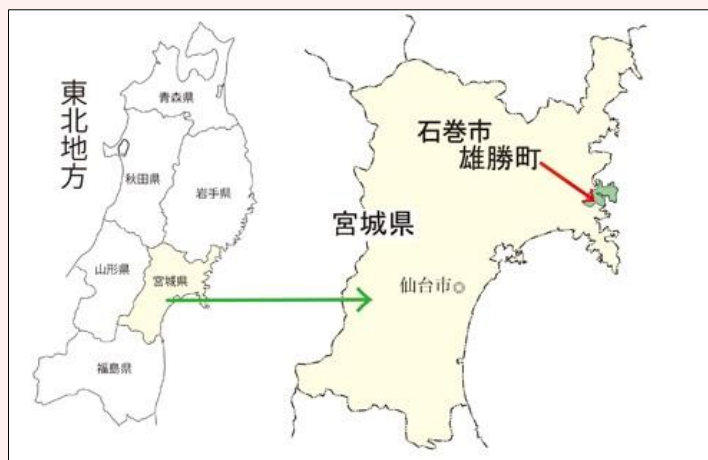 東北地方
青森県
秋田県
岩手県
山形県
宮城県
福島県
石巻市
雄勝町
宮城県
仙台市◎